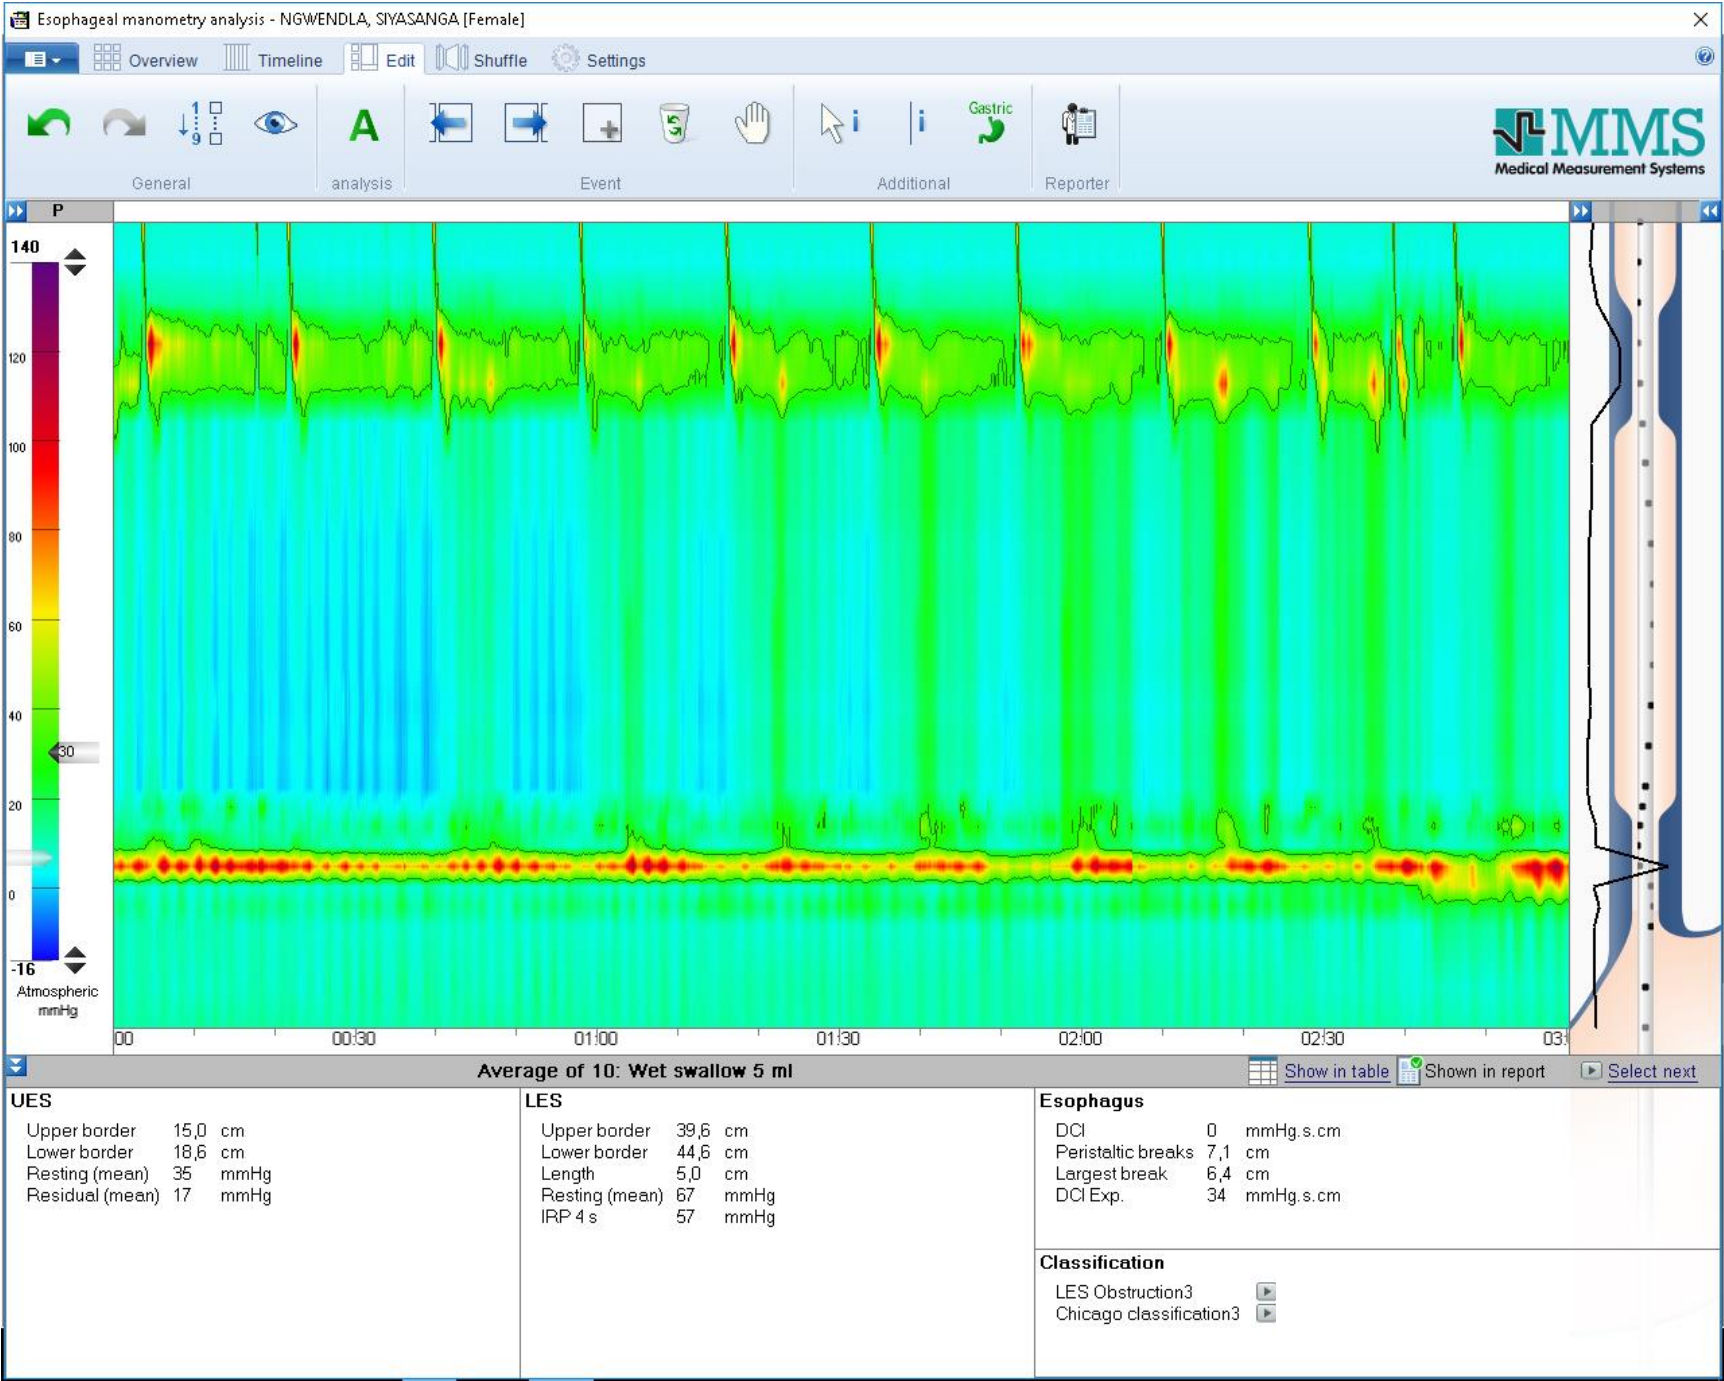 Esophageal manometry analysis - NGWENDLA, SIYASANGA [Female]
Overview Timeline Edit Shuffle Settings
1
9
A
i
i
Gastric
General analysis Event Additional Reporter
MMS
Medical Measurement Systems
P
140
120
100
80
60
40
30
20
0
-16
Atmospheric
mmHg
00 00:30 01:00 01:30 02:00 02:30 03:
Average of 10: Wet swallow 5 ml Show in table Shown in report Select next
UES
Upper border 15,0 cm
Lower border 18,6 cm
Resting (mean) 35 mmHg
Residual (mean) 17 mmHg
LES
Upper border 39,6 cm
Lower border 44,6 cm
Length 5,0 cm
Resting (mean) 67 mmHg
IRP 4 s 57 mmHg
Esophagus
DCI 0 mmHg.s.cm
Peristaltic breaks 7,1 cm
Largest break 6,4 cm
DCI Exp. 34 mmHg.s.cm
Classification
LES Obstruction3
Chicago classification3